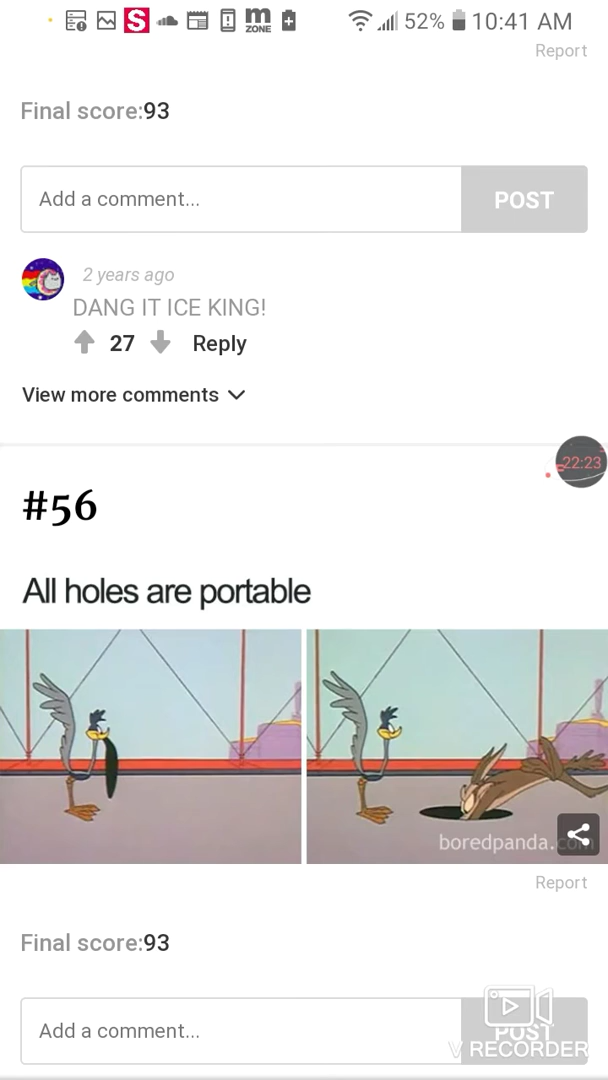 S
m
ZONE
52%
10:41 AM
Report
Final score:93
Add a comment...
POST
2 years ago
DANG IT ICE KING!
27
Reply
View more comments
22:23
#56
All holes are portable
boredpanda.com
Report
Final score:93
Add a comment...
POST
V RECORDER